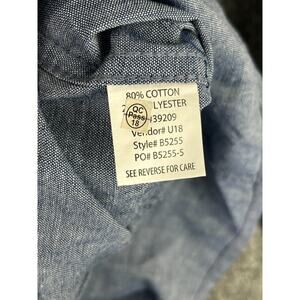 80% COTTON
LYESTER
39209
Vendor# U18
Style# B5255
PO# B5255-5
SEE REVERSE FOR CARE
QC
Pass
18